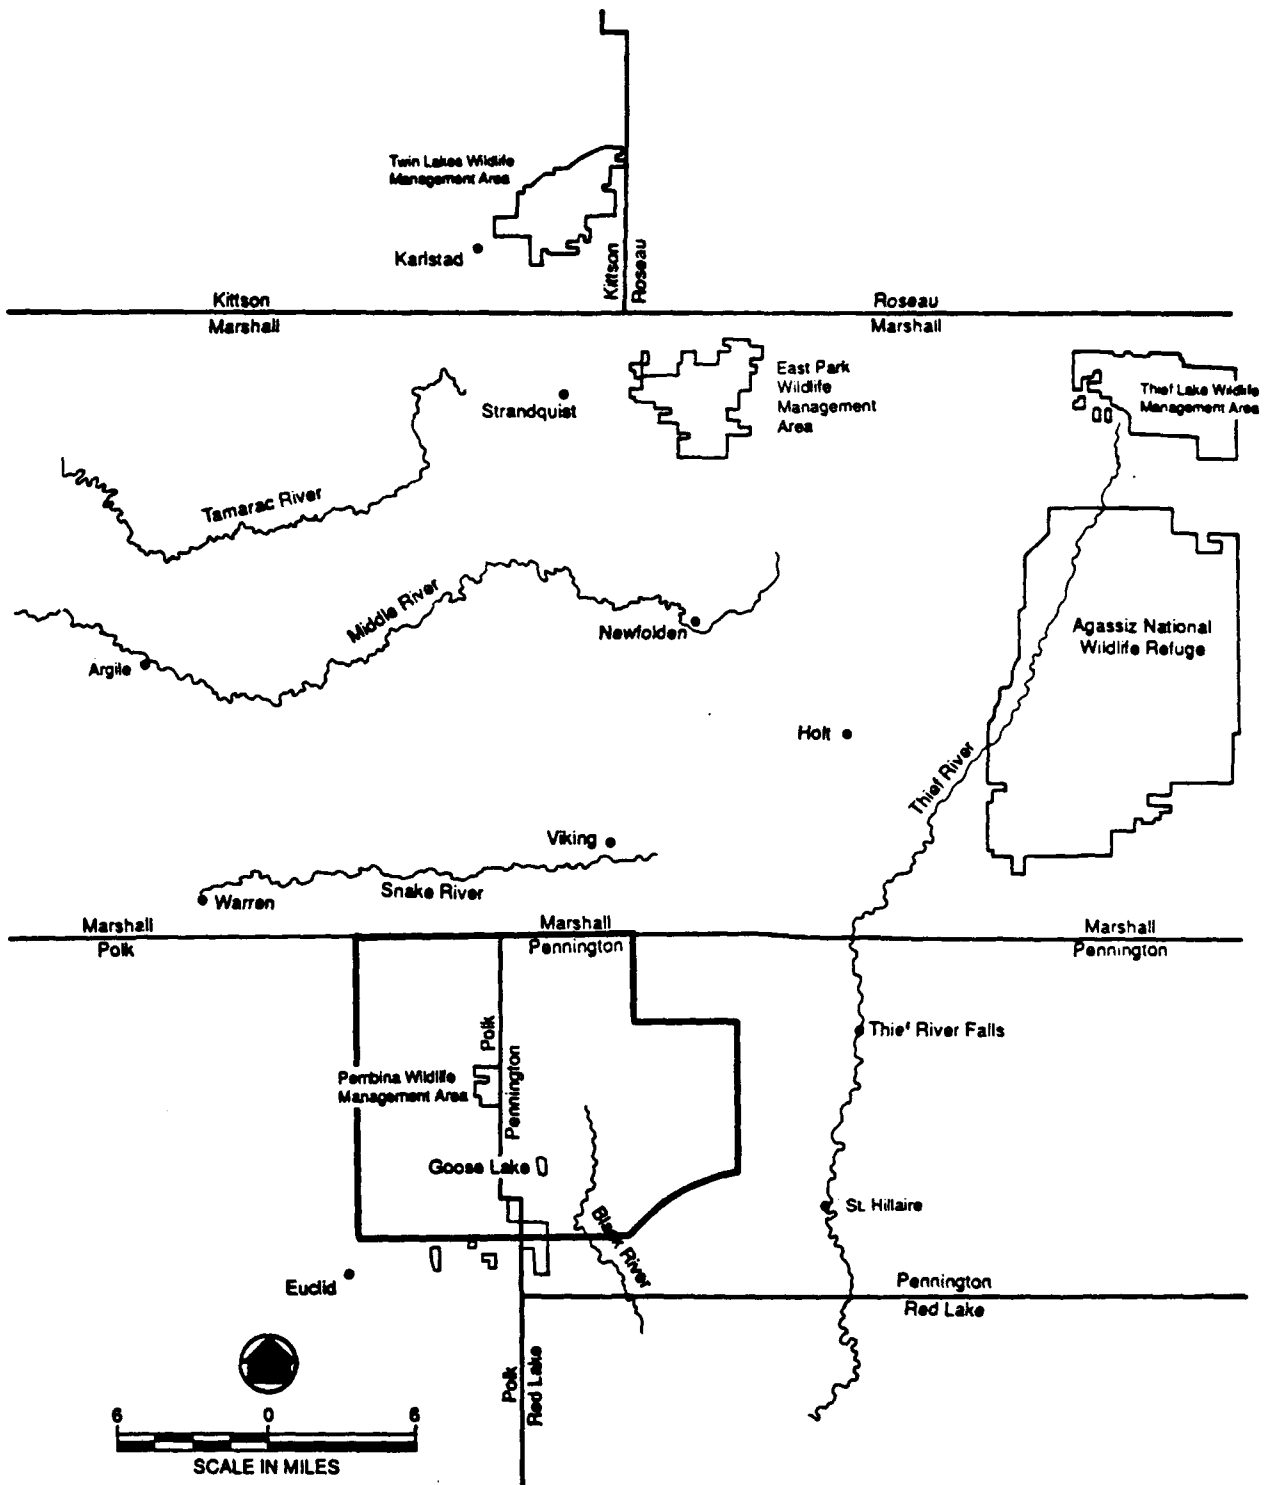 Twin Lakes Wildlife
Management Area
Karlstad
Kittson
Roseau
Kittson
Marshall
Roseau
Marshall
East Park
Wildlife
Management
Area
Thief Lake Wildlife
Management Area
Strandquist
Tamarac River
Middle River
Newfolden
Argile
Agassiz National
Wildlife Refuge
Holt
Thief River
Viking
Snake River
Warren
Marshall
Polk
Marshall
Pennington
Marshall
Pennington
Polk
Pennington
Thief River Falls
Pembina Wildlife
Management Area
Goose Lake
Black River
St. Hillaire
Euclid
Pennington
Red Lake
Polk
Red Lake
6 0 6
SCALE IN MILES